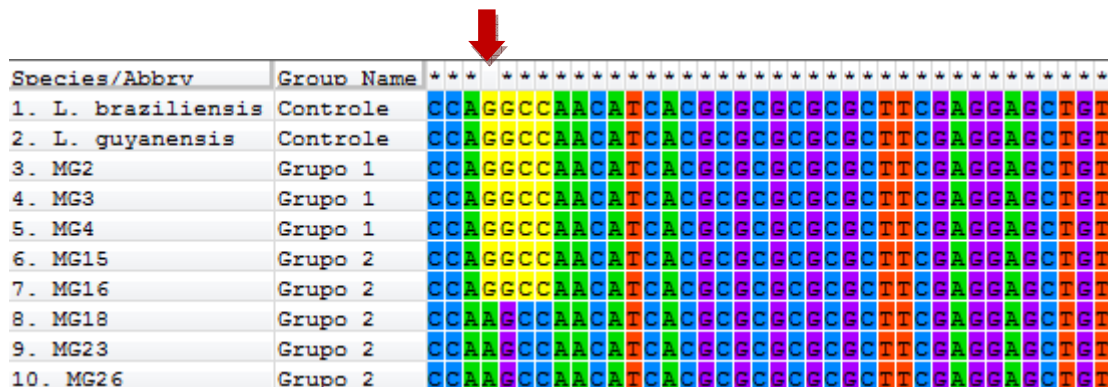 Species/Abbrv Group Name * * *   * * * * * * * * * * * * * * * * * * * * * * * * * * * * * * * * * *
1. L. braziliensis Controle CCAGGCCAACATCACGCGCGCGCGCTTCGAGGAGCTGT
2. L. guyanensis Controle CCAGGCCAACATCACGCGCGCGCGCTTCGAGGAGCTGT
3. MG2 Grupo 1 CCAGGCCAACATCACGCGCGCGCGCTTCGAGGAGCTGT
4. MG3 Grupo 1 CCAGGCCAACATCACGCGCGCGCGCTTCGAGGAGCTGT
5. MG4 Grupo 1 CCAGGCCAACATCACGCGCGCGCGCTTCGAGGAGCTGT
6. MG15 Grupo 2 CCAGGCCAACATCACGCGCGCGCGCTTCGAGGAGCTGT
7. MG16 Grupo 2 CCAGGCCAACATCACGCGCGCGCGCTTCGAGGAGCTGT
8. MG18 Grupo 2 CCAAGCCAACATCACGCGCGCGCGCTTCGAGGAGCTGT
9. MG23 Grupo 2 CCAAGCCAACATCACGCGCGCGCGCTTCGAGGAGCTGT
10. MG26 Grupo 2 CCAAGCCAACATCACGCGCGCGCGCTTCGAGGAGCTGT